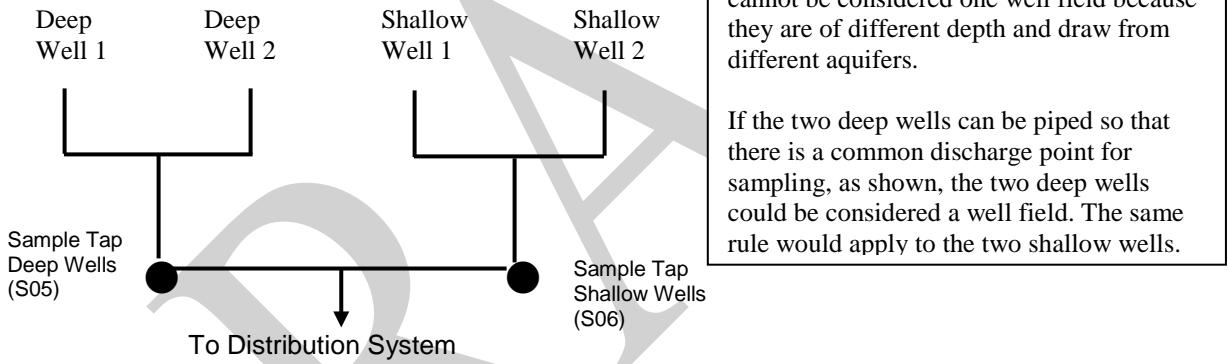 Deep Well 1
Deep Well 2
Shallow Well 1
Shallow Well 2
Sample Tap
Deep Wells
(S05)
Sample Tap
Shallow Wells
(S06)
To Distribution System
cannot be considered one well field because
they are of different depth and draw from
different aquifers.
If the two deep wells can be piped so that
there is a common discharge point for
sampling, as shown, the two deep wells
could be considered a well field. The same
rule would apply to the two shallow wells.